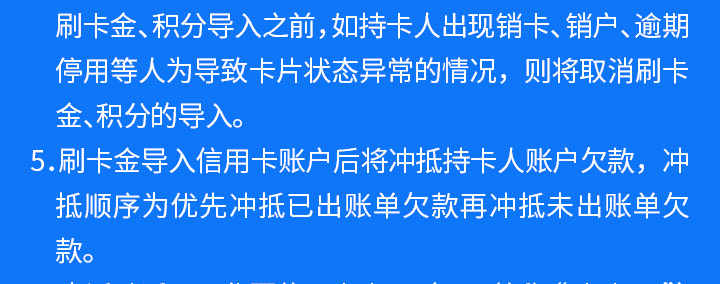 刷卡金、积分导入之前，如持卡人出现销卡、销户、逾期
停用等人为导致卡片状态异常的情况，则将取消刷卡
金、积分的导入。
5.刷卡金导入信用卡账户后将冲抵持卡人账户欠款，冲
抵顺序为优先冲抵已出账单欠款再冲抵未出账单欠
款。